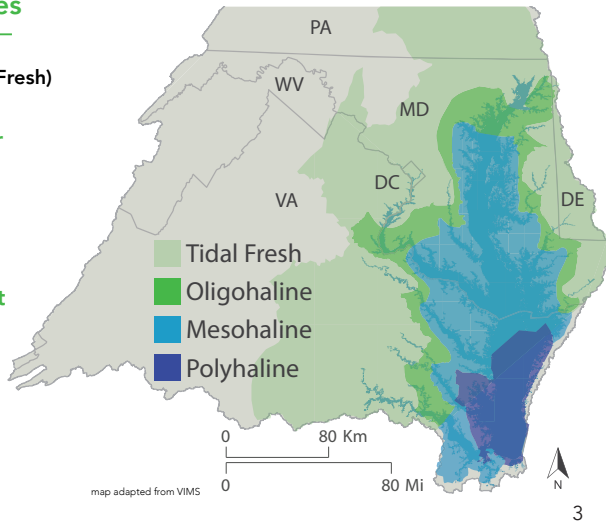 es
Fresh)
t
PA
WV
MD
DC
DE
VA
Tidal Fresh
Oligohaline
Mesohaline
Polyhaline
0 80 Km
0 80 Mi
map adapted from VIMS
N
3